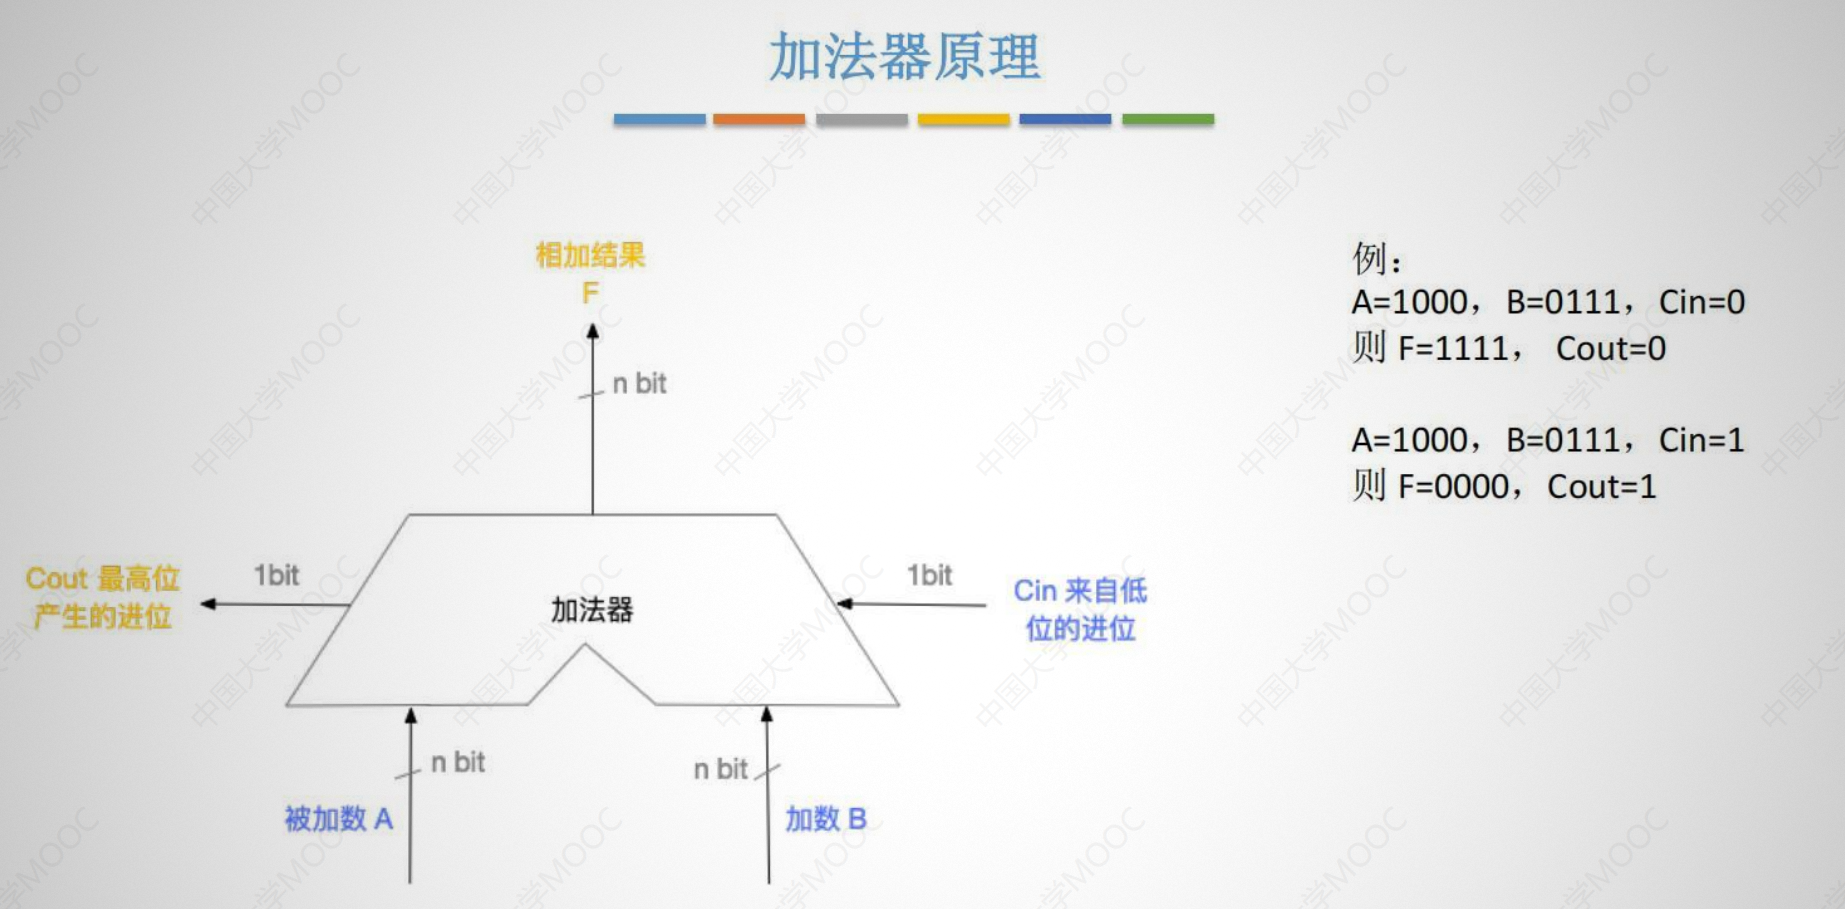 加法器原理
相加结果
F
n bit
例：
A=1000，B=0111，Cin=0
则 F=1111， Cout=0
A=1000，B=0111，Cin=1
则 F=0000，Cout=1
Cout 最高位
产生的进位
1bit
加法器
1bit
Cin 来自低
位的进位
n bit
n bit
被加数 A
加数 B
中国大学MOOC